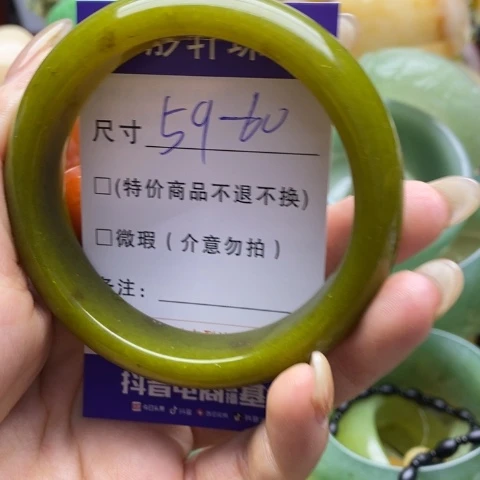 尺寸 59-60
□(特价商品不退不换)
□微瑕(介意勿拍)
备注:
抖音电商